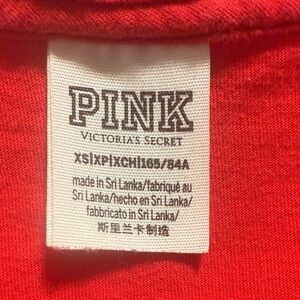 PINK
VICTORIA'S SECRET
XS|XP|XCH|165/84A
made in Sri Lanka/fabriqué au
Sri Lanka/hecho en Sri Lanka/
fabbricato in Sri Lanka/
斯里兰卡制造